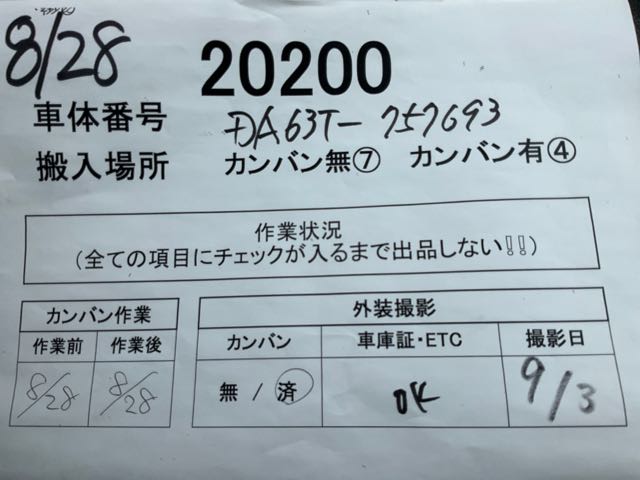 8/28
20200
車体番号 DA63T-757693
搬入場所 カンバン無⑦ カンバン有④
作業状況
(全ての項目にチェックが入るまで出品しない!!)
カンバン作業
作業前 作業後
8/28 8/28
外装撮影
カンバン 車庫証・ETC 撮影日
無 / 済 OK 9/3